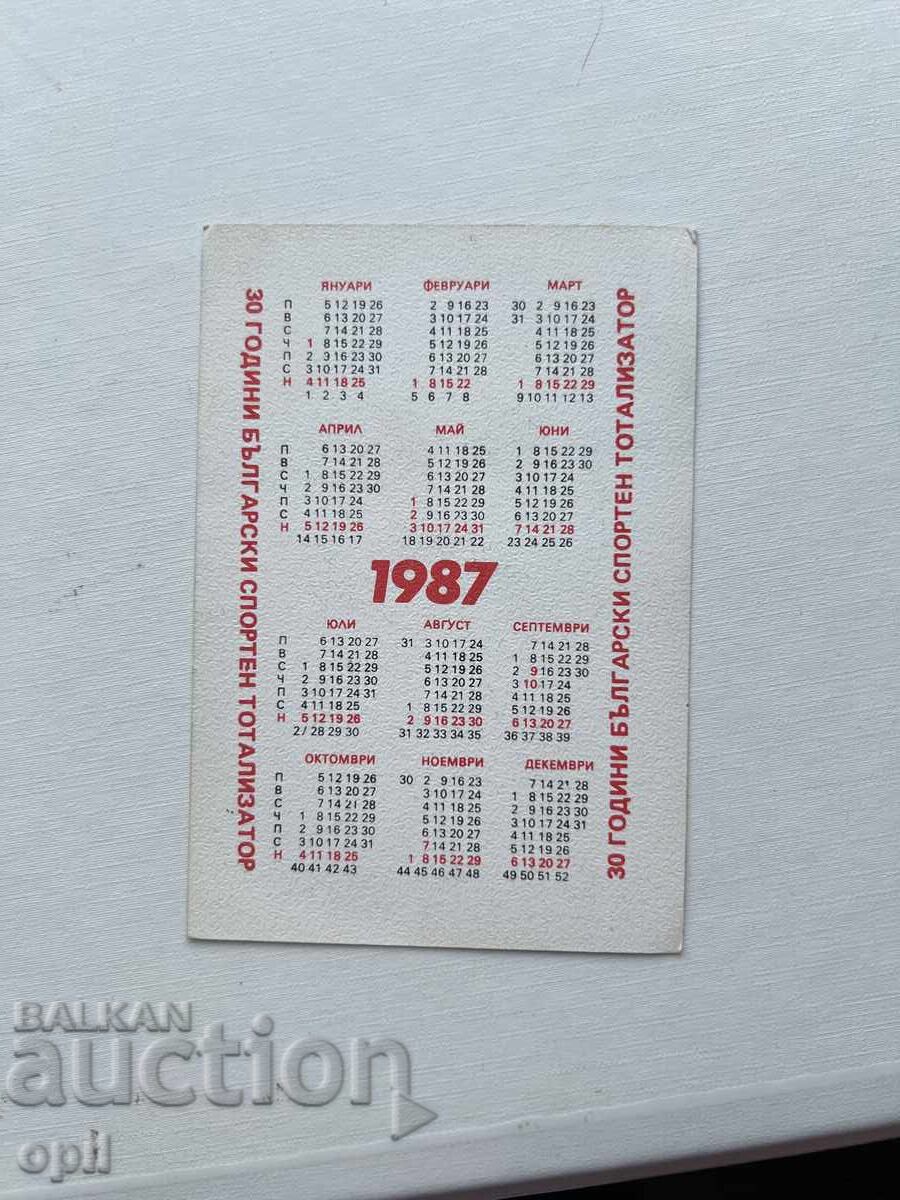 30 ГОДИНИ БЪЛГАРСКИ СПОРТЕН ТОТАЛИЗАТОР
ЯНУАРИ ФЕВРУАРИ МАРТ
П 5 12 19 26 2 9 16 23 30 2 9 16 23
В 6 13 20 27 3 10 17 24 31 3 10 17 24
С 7 14 21 28 4 11 18 25 4 11 18 25
Ч 1 8 15 22 29 5 12 19 26 5 12 19 26
П 2 9 16 23 30 6 13 20 27 6 13 20 27
С 3 10 17 24 31 7 14 21 28 7 14 21 28
Н 4 11 18 25 1 8 15 22 1 8 15 22 29
1 2 3 4 5 6 7 8 9 10 11 12 13
АПРИЛ МАЙ ЮНИ
П 6 13 20 27 4 11 18 25 1 8 15 22 29
В 7 14 21 28 5 12 19 26 2 9 16 23 30
С 1 8 15 22 29 6 13 20 27 3 10 17 24
Ч 2 9 16 23 30 7 14 21 28 4 11 18 25
П 3 10 17 24 1 8 15 22 29 5 12 19 26
С 4 11 18 25 2 9 16 23 30 6 13 20 27
Н 5 12 19 26 3 10 17 24 31 7 14 21 28
14 15 16 17 18 19 20 21 22 23 24 25 26
1987
ЮЛИ АВГУСТ СЕПТЕМВРИ
П 6 13 20 27 31 3 10 17 24 7 14 21 28
В 7 14 21 28 4 11 18 25 1 8 15 22 29
С 1 8 15 22 29 5 12 19 26 2 9 16 23 30
Ч 2 9 16 23 30 6 13 20 27 3 10 17 24
П 3 10 17 24 31 7 14 21 28 4 11 18 25
С 4 11 18 25 1 8 15 22 29 5 12 19 26
Н 5 12 19 26 2 9 16 23 30 6 13 20 27
27 28 29 30 31 32 33 34 35 36 37 38 39
ОКТОМВРИ НОЕМВРИ ДЕКЕМВРИ
П 5 12 19 26 30 2 9 16 23 7 14 21 28
В 6 13 20 27 3 10 17 24 1 8 15 22 29
С 7 14 21 28 4 11 18 25 2 9 16 23 30
Ч 1 8 15 22 29 5 12 19 26 3 10 17 24 31
П 2 9 16 23 30 6 13 20 27 4 11 18 25
С 3 10 17 24 31 7 14 21 28 5 12 19 26
Н 4 11 18 25 1 8 15 22 29 6 13 20 27
40 41 42 43 44 45 46 47 48 49 50 51 52
30 ГОДИНИ БЪЛГАРСКИ СПОРТЕН ТОТАЛИЗАТОР
BALKAN
auction
opil